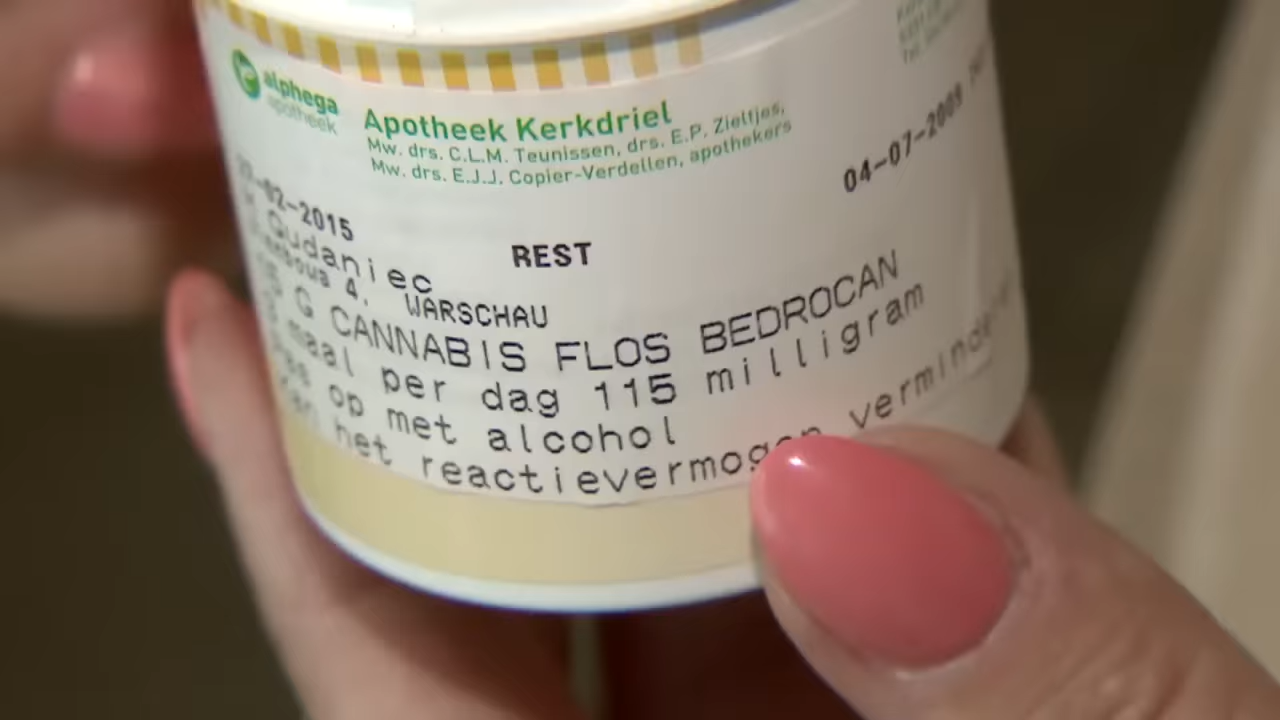 alphega
apotheek
Apotheek Kerkdriel
Mw. drs. C.L.M. Teunissen, drs. E.P. Zieltjes,
Mw. drs. E.J.J. Copier-Verdellen, apothekers
02-2015
04-07-2009
Gudaniec
REST
4. WARSCHAU
G CANNABIS FLOS BEDROCAN
maal per dag 115 milligram
op met alcohol
het reactievermogen